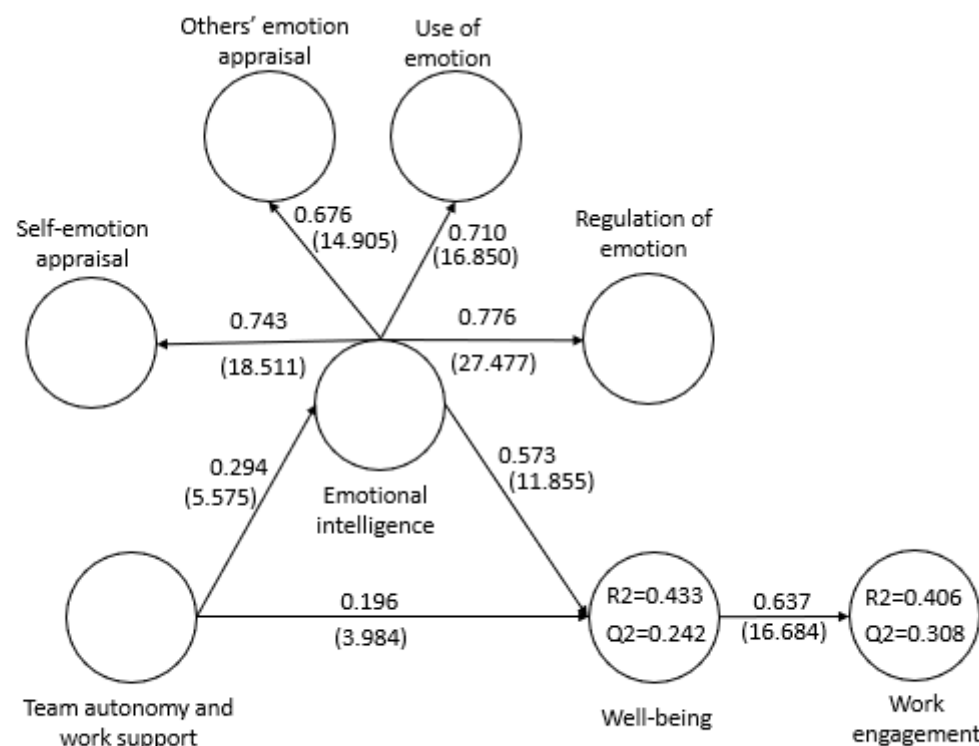 Others' emotion
appraisal
Use of
emotion
0.676
(14.905)
0.710
(16.850)
Regulation of
emotion
Self-emotion
appraisal
0.743
(18.511)
0.776
(27.477)
0.294
(5.575)
Emotional
intelligence
0.573
(11.855)
0.196
(3.984)
R2=0.433
Q2=0.242
0.637
(16.684)
R2=0.406
Q2=0.308
Team autonomy and
work support
Well-being
Work
engagement